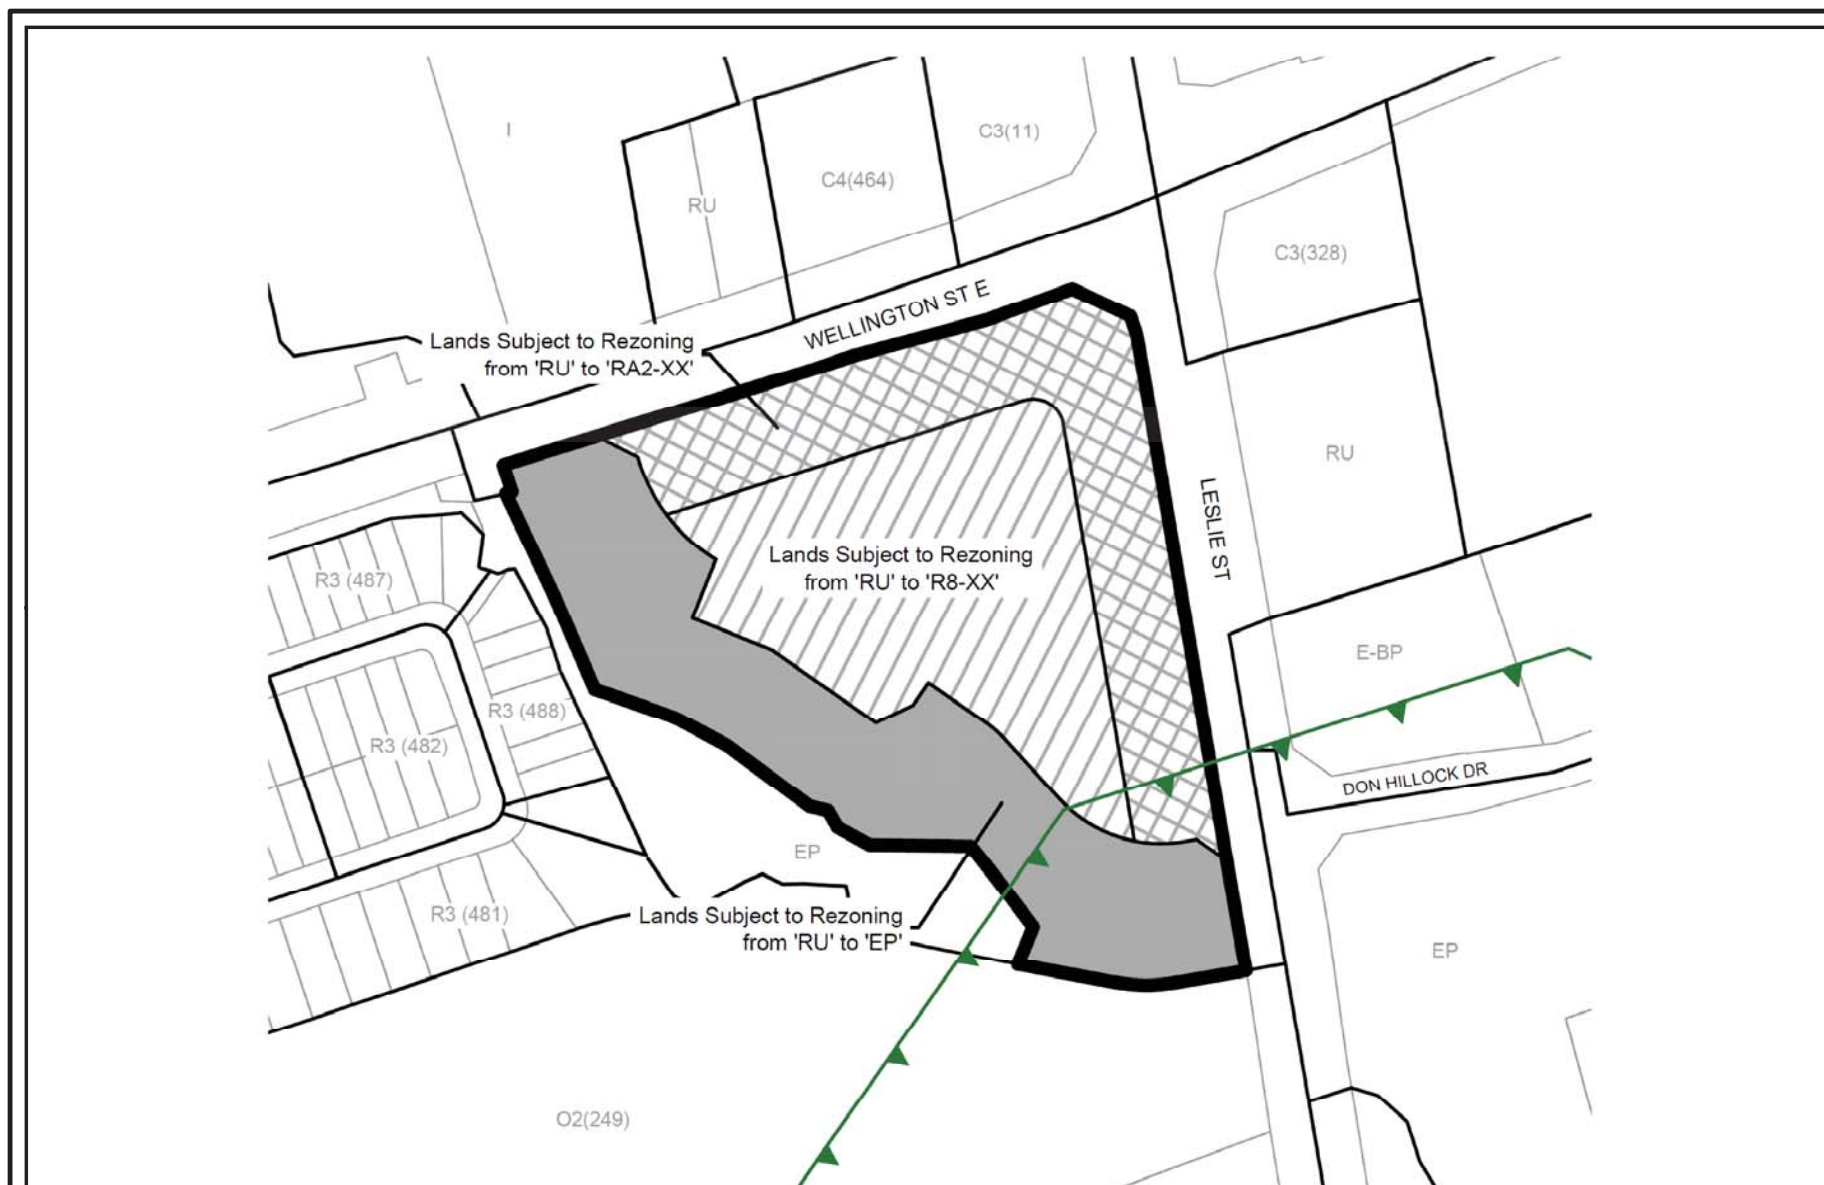 I
C3(11)
C4(464)
RU
C3(328)
WELLINGTON ST E
Lands Subject to Rezoning
from 'RU' to 'RA2-XX'
RU
LESLIE ST
Lands Subject to Rezoning
from 'RU' to 'R8-XX'
R3 (487)
E-BP
R3 (488)
R3 (482)
DON HILLOCK DR
EP
R3 (481)
Lands Subject to Rezoning
from 'RU' to 'EP'
EP
O2(249)